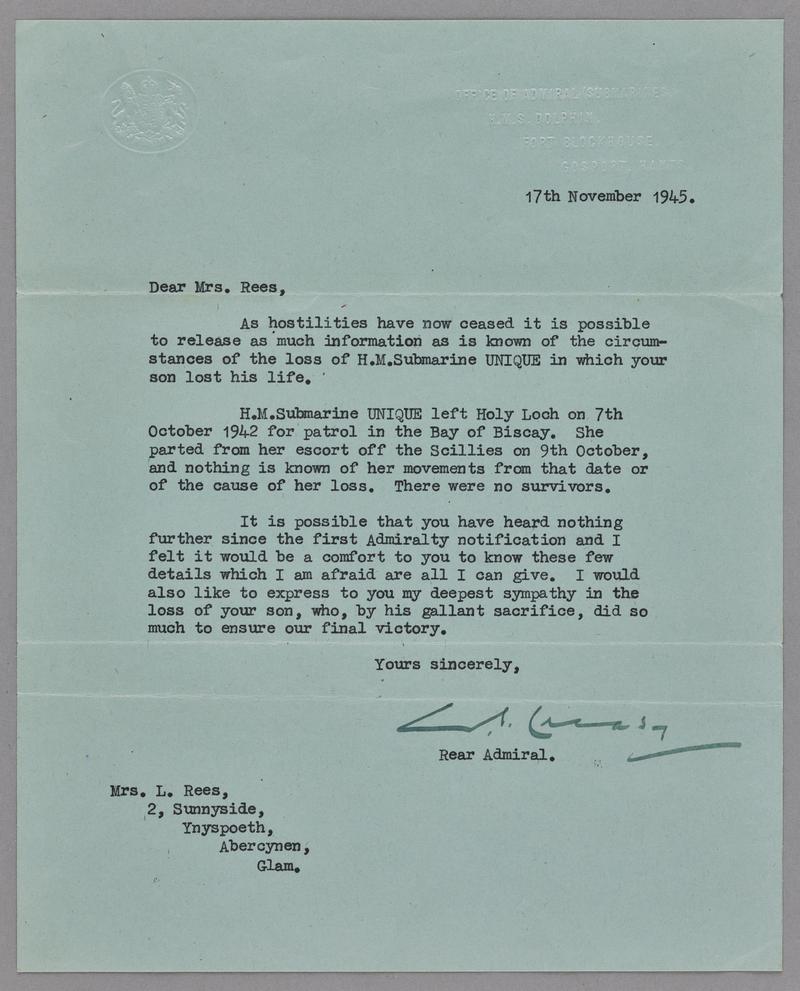 OFFICE OF ADMIRAL (SUBMARINES),
H.M.S. DOLPHIN,
FORT BLOCKHOUSE,
GOSPORT, HANTS.
17th November 1945.
Dear Mrs. Rees,
As hostilities have now ceased it is possible
to release as much information as is known of the circum-
stances of the loss of H.M.Submarine UNIQUE in which your
son lost his life.
H.M.Submarine UNIQUE left Holy Loch on 7th
October 1942 for patrol in the Bay of Biscay. She
parted from her escort off the Scillies on 9th October,
and nothing is known of her movements from that date or
of the cause of her loss. There were no survivors.
It is possible that you have heard nothing
further since the first Admiralty notification and I
felt it would be a comfort to you to know these few
details which I am afraid are all I can give. I would
also like to express to you my deepest sympathy in the
loss of your son, who, by his gallant sacrifice, did so
much to ensure our final victory.
Yours sincerely,
Creasy
Rear Admiral.
Mrs. L. Rees,
2, Sunnyside,
Ynyspoeth,
Abercynen,
Glam.